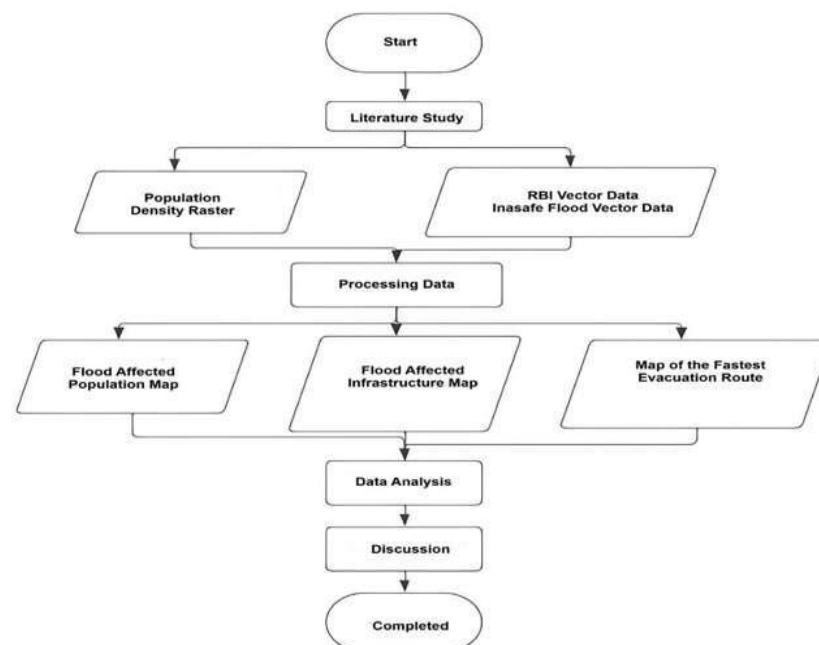 Start
Literature Study
Population
Density Raster
RBI Vector Data
Inasafe Flood Vector Data
Processing Data
Flood Affected
Population Map
Flood Affected
Infrastructure Map
Map of the Fastest
Evacuation Route
Data Analysis
Discussion
Completed